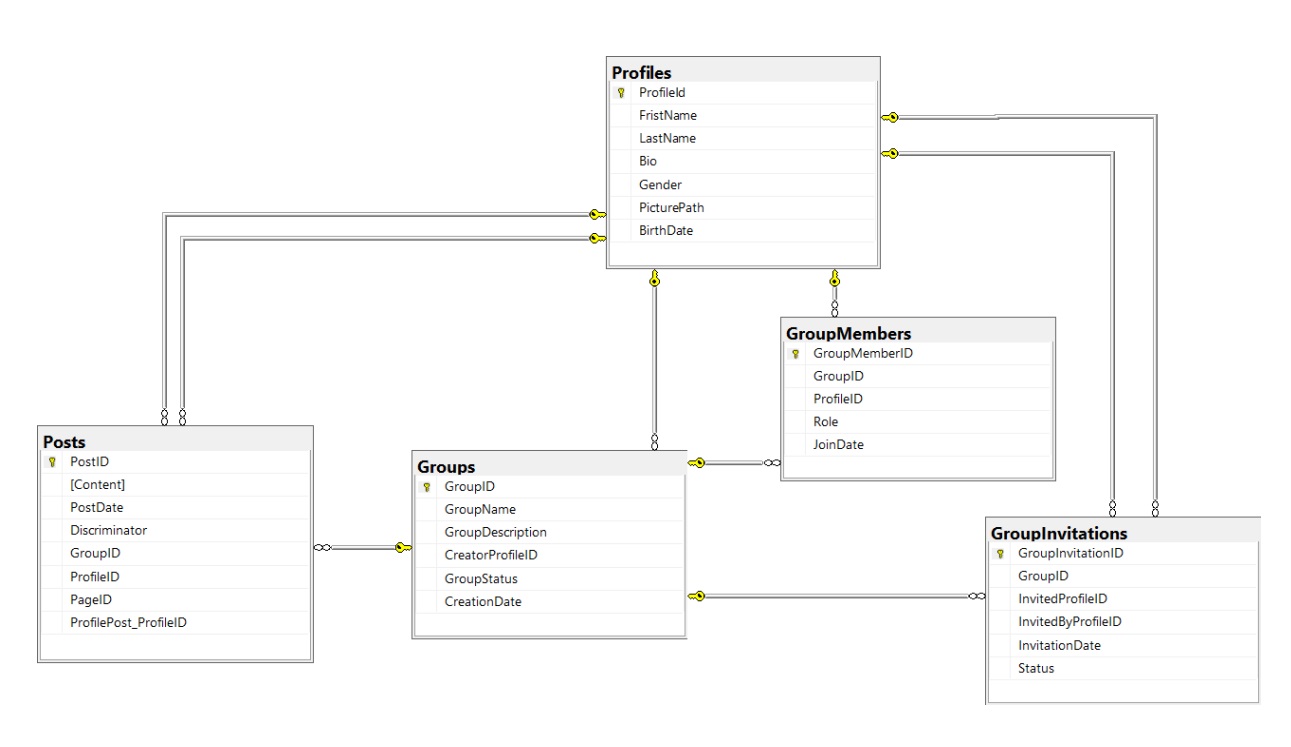 Profiles
ProfileId
FristName
LastName
Bio
Gender
PicturePath
BirthDate
GroupMembers
GroupMemberID
GroupID
ProfileID
Role
JoinDate
Posts
PostID
[Content]
PostDate
Discriminator
GroupID
ProfileID
PageID
ProfilePost_ProfileID
Groups
GroupID
GroupName
GroupDescription
CreatorProfileID
GroupStatus
CreationDate
GroupInvitations
GroupInvitationID
GroupID
InvitedProfileID
InvitedByProfileID
InvitationDate
Status